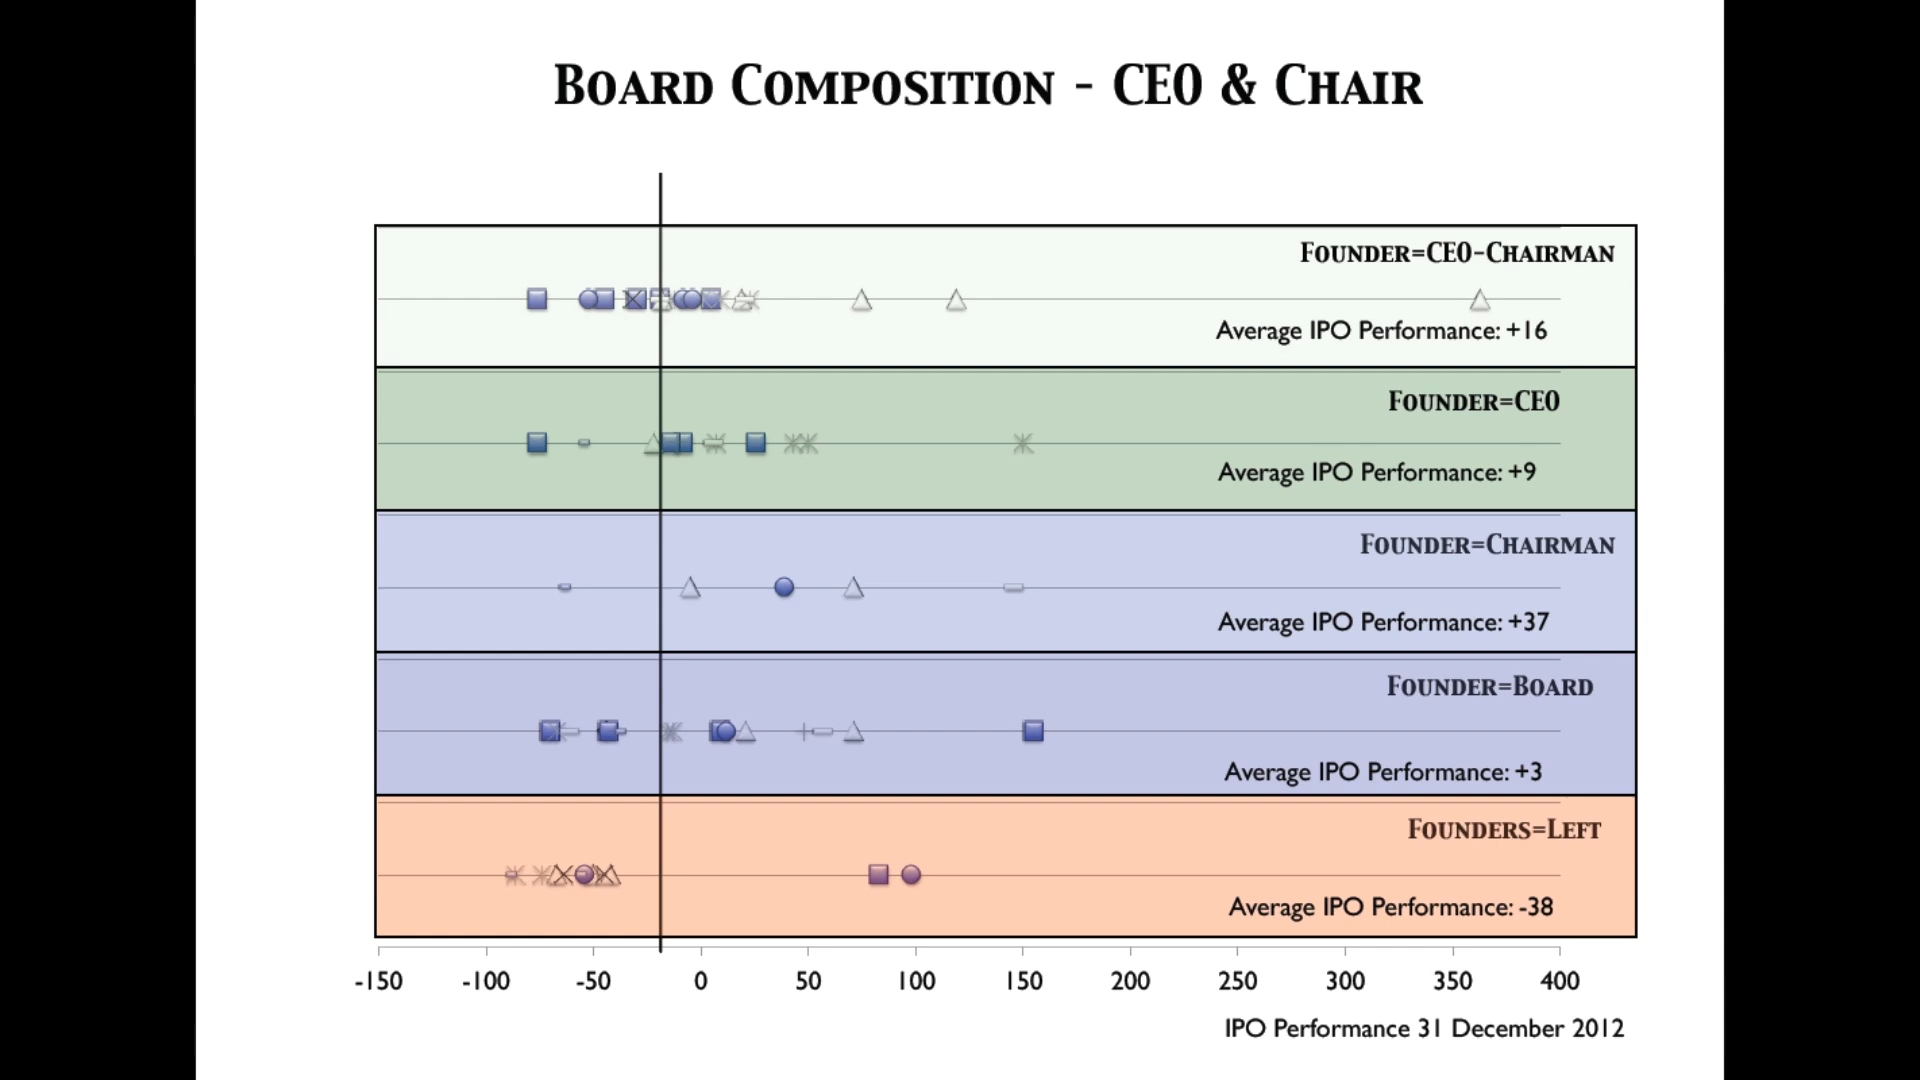 BOARD COMPOSITION - CEO & CHAIR
FOUNDER=CEO-CHAIRMAN
Average IPO Performance: +16
FOUNDER=CEO
Average IPO Performance: +9
FOUNDER=CHAIRMAN
Average IPO Performance: +37
FOUNDER=BOARD
Average IPO Performance: +3
FOUNDERS=LEFT
Average IPO Performance: -38
-150 -100 -50 0 50 100 150 200 250 300 350 400
IPO Performance 31 December 2012